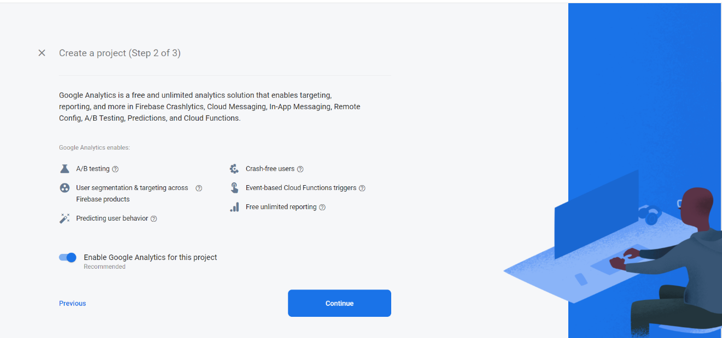 Create a project (Step 2 of 3)
Google Analytics is a free and unlimited analytics solution that enables targeting,
reporting, and more in Firebase Crashlytics, Cloud Messaging, In-App Messaging, Remote
Config, A/B Testing, Predictions, and Cloud Functions.
Google Analytics enables:
A/B testing
User segmentation & targeting across
Firebase products
Predicting user behavior
Crash-free users
Event-based Cloud Functions triggers
Free unlimited reporting
Enable Google Analytics for this project
Recommended
Previous
Continue